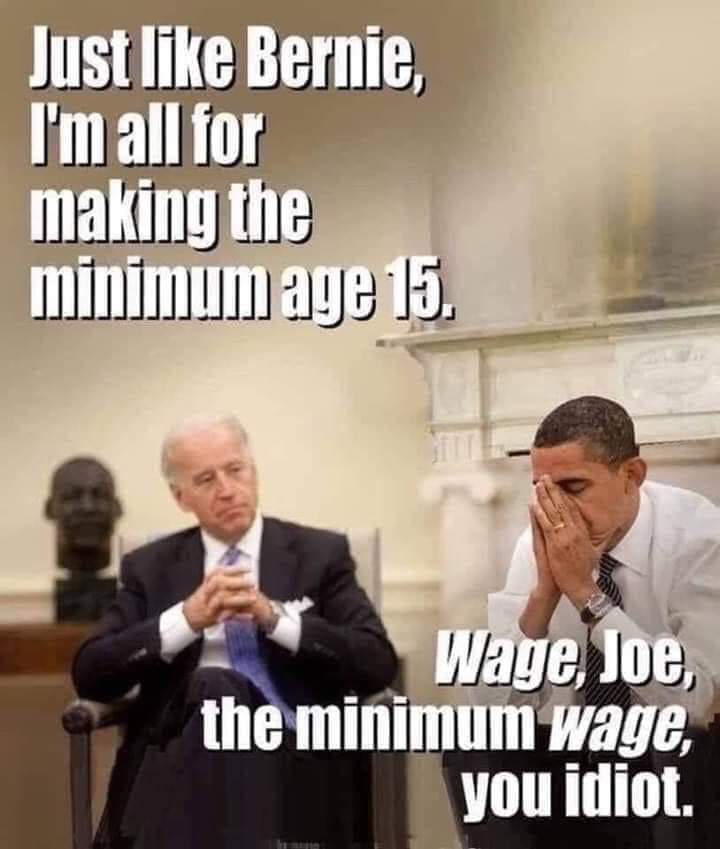 Just like Bernie,
I'm all for
making the
minimum age 15.
Wage, Joe,
the minimum wage,
you idiot.